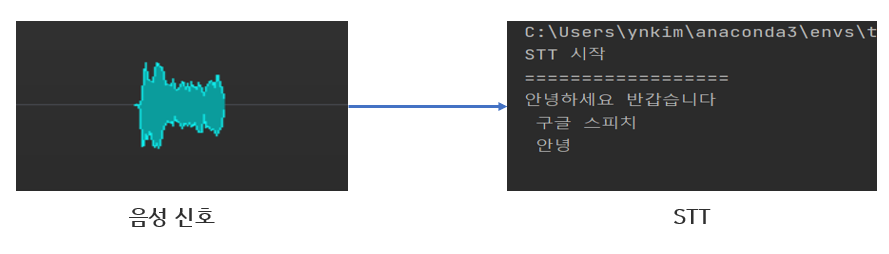 C:\Users\ynkim\anaconda3\envs\t
STT 시작
==================
안녕하세요 반갑습니다
구글 스피치
안녕
음성 신호
STT